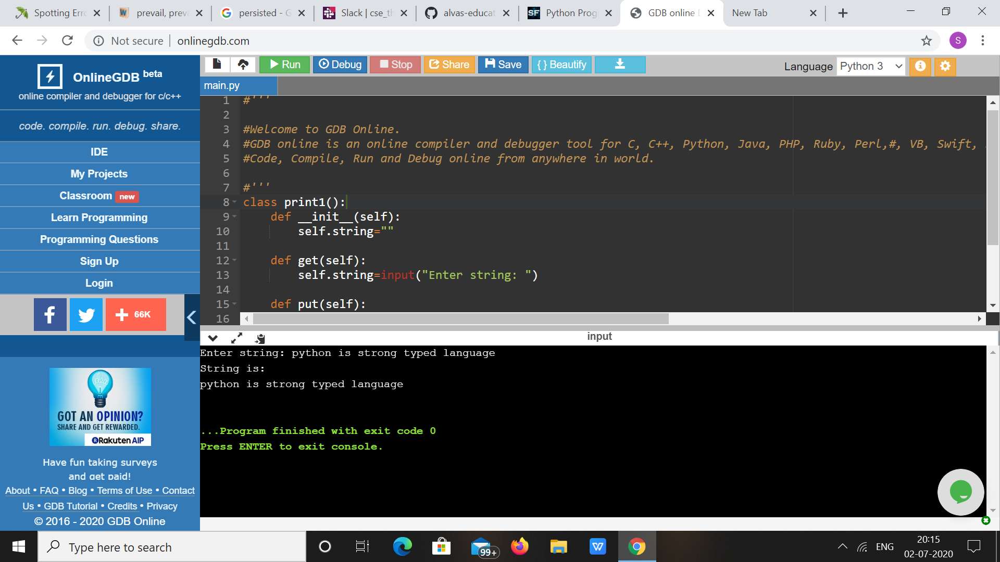 Spotting Erro
prevail, preva
persisted - G
Slack | cse_th
alvas-educat
SF Python Prog
GDB online D
New Tab
Not secure
onlinegdb.com
S
OnlineGDB beta
online compiler and debugger for c/c++
code. compile. run. debug. share.
IDE
My Projects
Classroom new
Learn Programming
Programming Questions
Sign Up
Login
66K
idea
GOT AN OPINION?
SHARE AND GET REWARDED.
Rakuten AIP
Have fun taking surveys
and get paid!
About • FAQ • Blog • Terms of Use • Contact
Us • GDB Tutorial • Credits • Privacy
© 2016 - 2020 GDB Online
Run Debug Stop Share Save { } Beautify
Language Python 3
main.py
1 #'''
2
3 #Welcome to GDB Online.
4 #GDB online is an online compiler and debugger tool for C, C++, Python, Java, PHP, Ruby, Perl,#, VB, Swift,
5 #Code, Compile, Run and Debug online from anywhere in world.
6
7 #'''
8 class print1():
9 def __init__(self):
10 self.string=""
11
12 def get(self):
13 self.string=input("Enter string: ")
14
15 def put(self):
16
input
Enter string: python is strong typed language
String is:
python is strong typed language
...Program finished with exit code 0
Press ENTER to exit console.
Type here to search
99+
W
ENG
20:15
02-07-2020